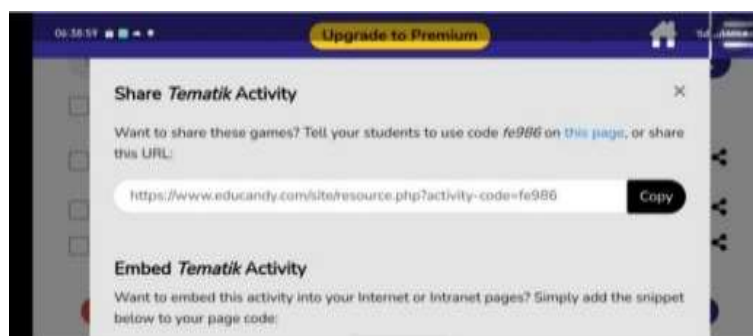 06:38:59
Upgrade to Premium
Share Tematik Activity
×
Want to share these games? Tell your students to use code fe986 on this page, or share
this URL:
https://www.educandy.com/site/resource.php?activity-code=fe986
Copy
Embed Tematik Activity
Want to embed this activity into your Internet or Intranet pages? Simply add the snippet
below to your page code: